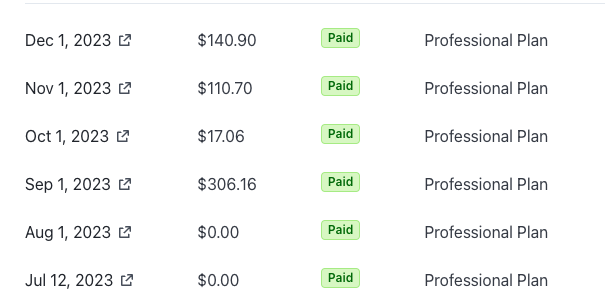 Dec 1, 2023 $140.90 Paid Professional Plan
Nov 1, 2023 $110.70 Paid Professional Plan
Oct 1, 2023 $17.06 Paid Professional Plan
Sep 1, 2023 $306.16 Paid Professional Plan
Aug 1, 2023 $0.00 Paid Professional Plan
Jul 12, 2023 $0.00 Paid Professional Plan